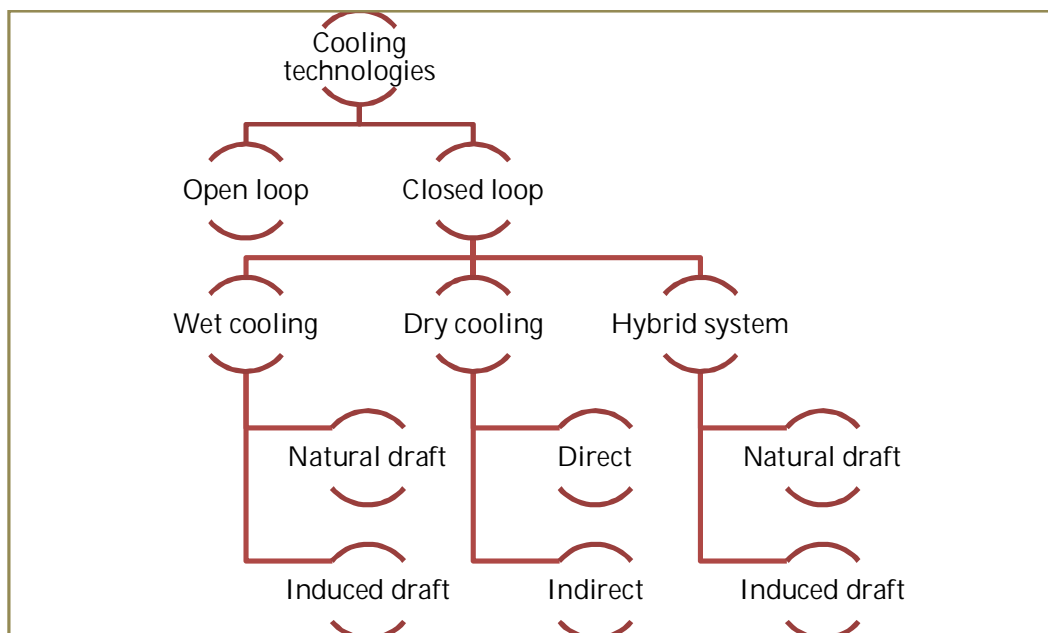 Cooling
technologies
Open loop
Closed loop
Wet cooling
Dry cooling
Hybrid system
Natural draft
Direct
Natural draft
Induced draft
Indirect
Induced draft